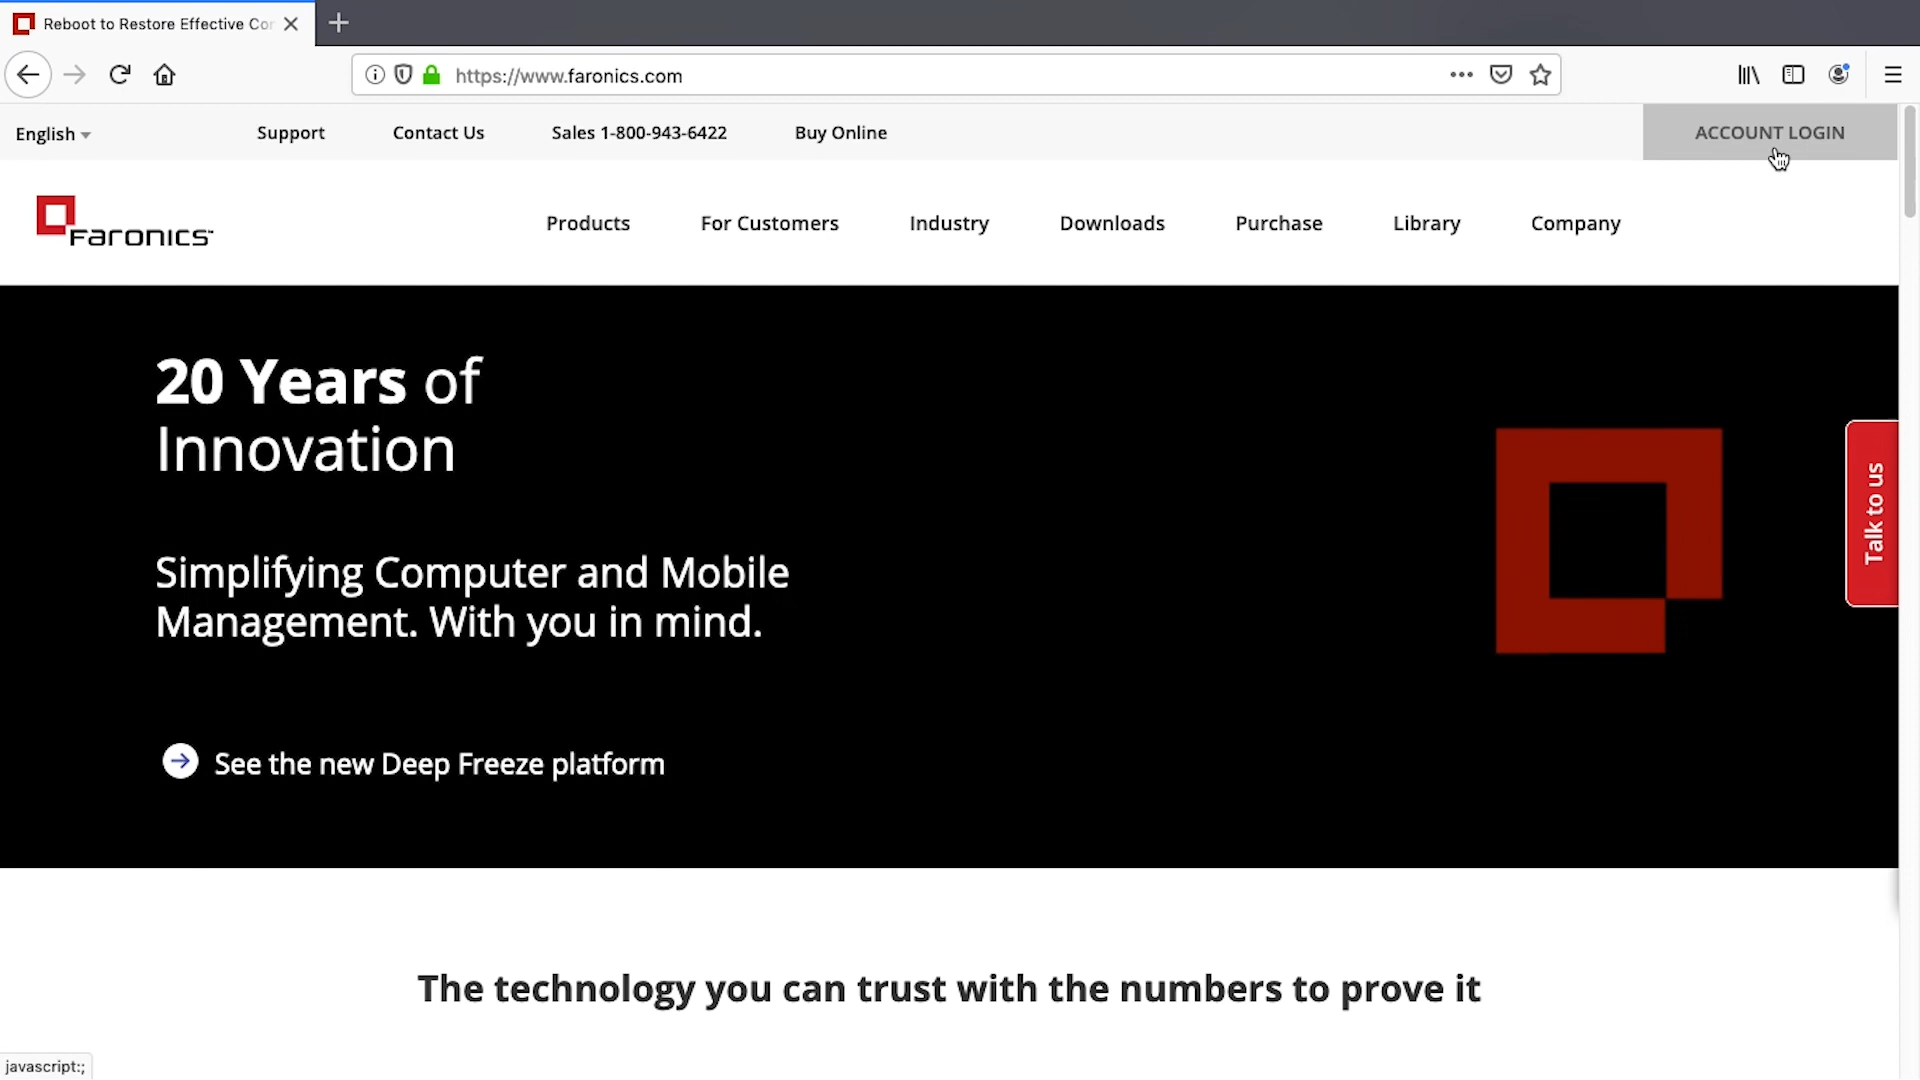 Reboot to Restore Effective Cor
https://www.faronics.com
English
Support
Contact Us
Sales 1-800-943-6422
Buy Online
ACCOUNT LOGIN
FARONICS
Products
For Customers
Industry
Downloads
Purchase
Library
Company
20 Years of
Innovation
Simplifying Computer and Mobile
Management. With you in mind.
See the new Deep Freeze platform
Talk to us
The technology you can trust with the numbers to prove it
javascript:;